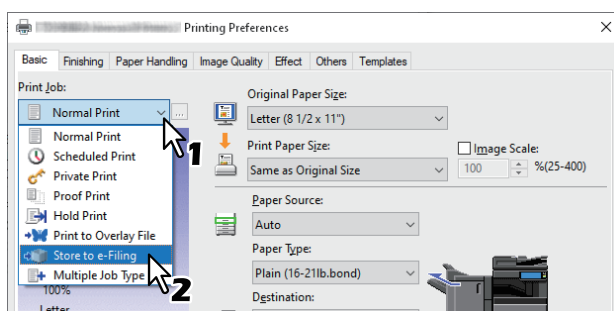 Printing Preferences
Basic Finishing Paper Handling Image Quality Effect Others Templates
Print Job:
Normal Print
...
1
Normal Print
Scheduled Print
Private Print
Proof Print
Hold Print
Print to Overlay File
Store to e-Filing
Multiple Job Type
2
100%
Letter
Original Paper Size:
Letter (8 1/2 x 11")
Print Paper Size:
Same as Original Size
Image Scale:
100 %(25-400)
Paper Source:
Auto
Paper Type:
Plain (16-21lb.bond)
Destination: